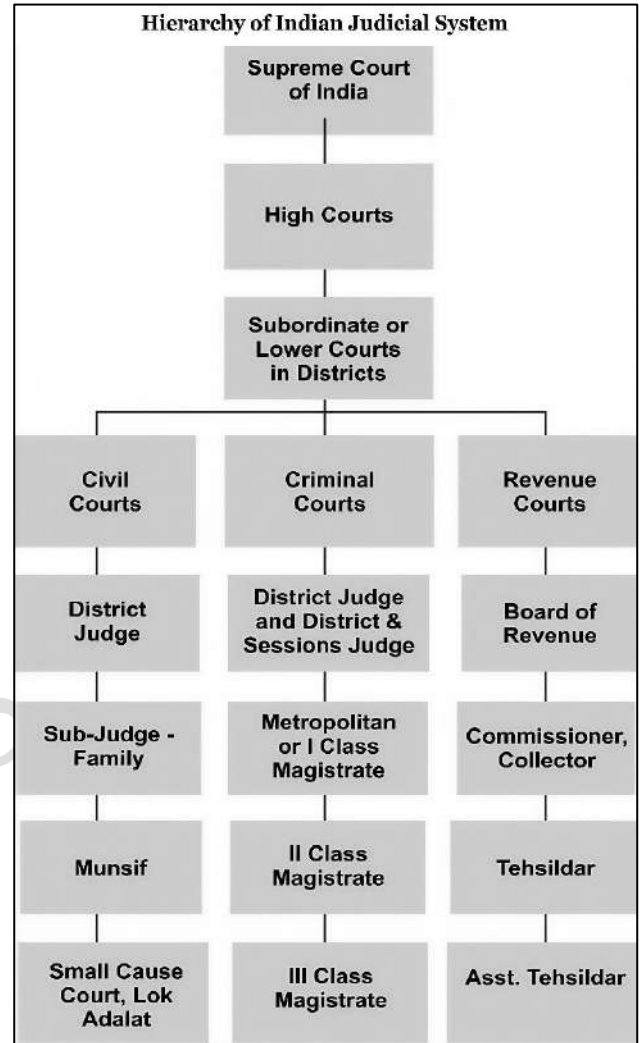 Hierarchy of Indian Judicial System
Supreme Court
of India
High Courts
Subordinate or
Lower Courts
in Districts
Civil
Courts
Criminal
Courts
Revenue
Courts
District
Judge
District Judge
and District &
Sessions Judge
Board of
Revenue
Sub-Judge -
Family
Metropolitan
or I Class
Magistrate
Commissioner,
Collector
Munsif
II Class
Magistrate
Tehsildar
Small Cause
Court, Lok
Adalat
III Class
Magistrate
Asst. Tehsildar